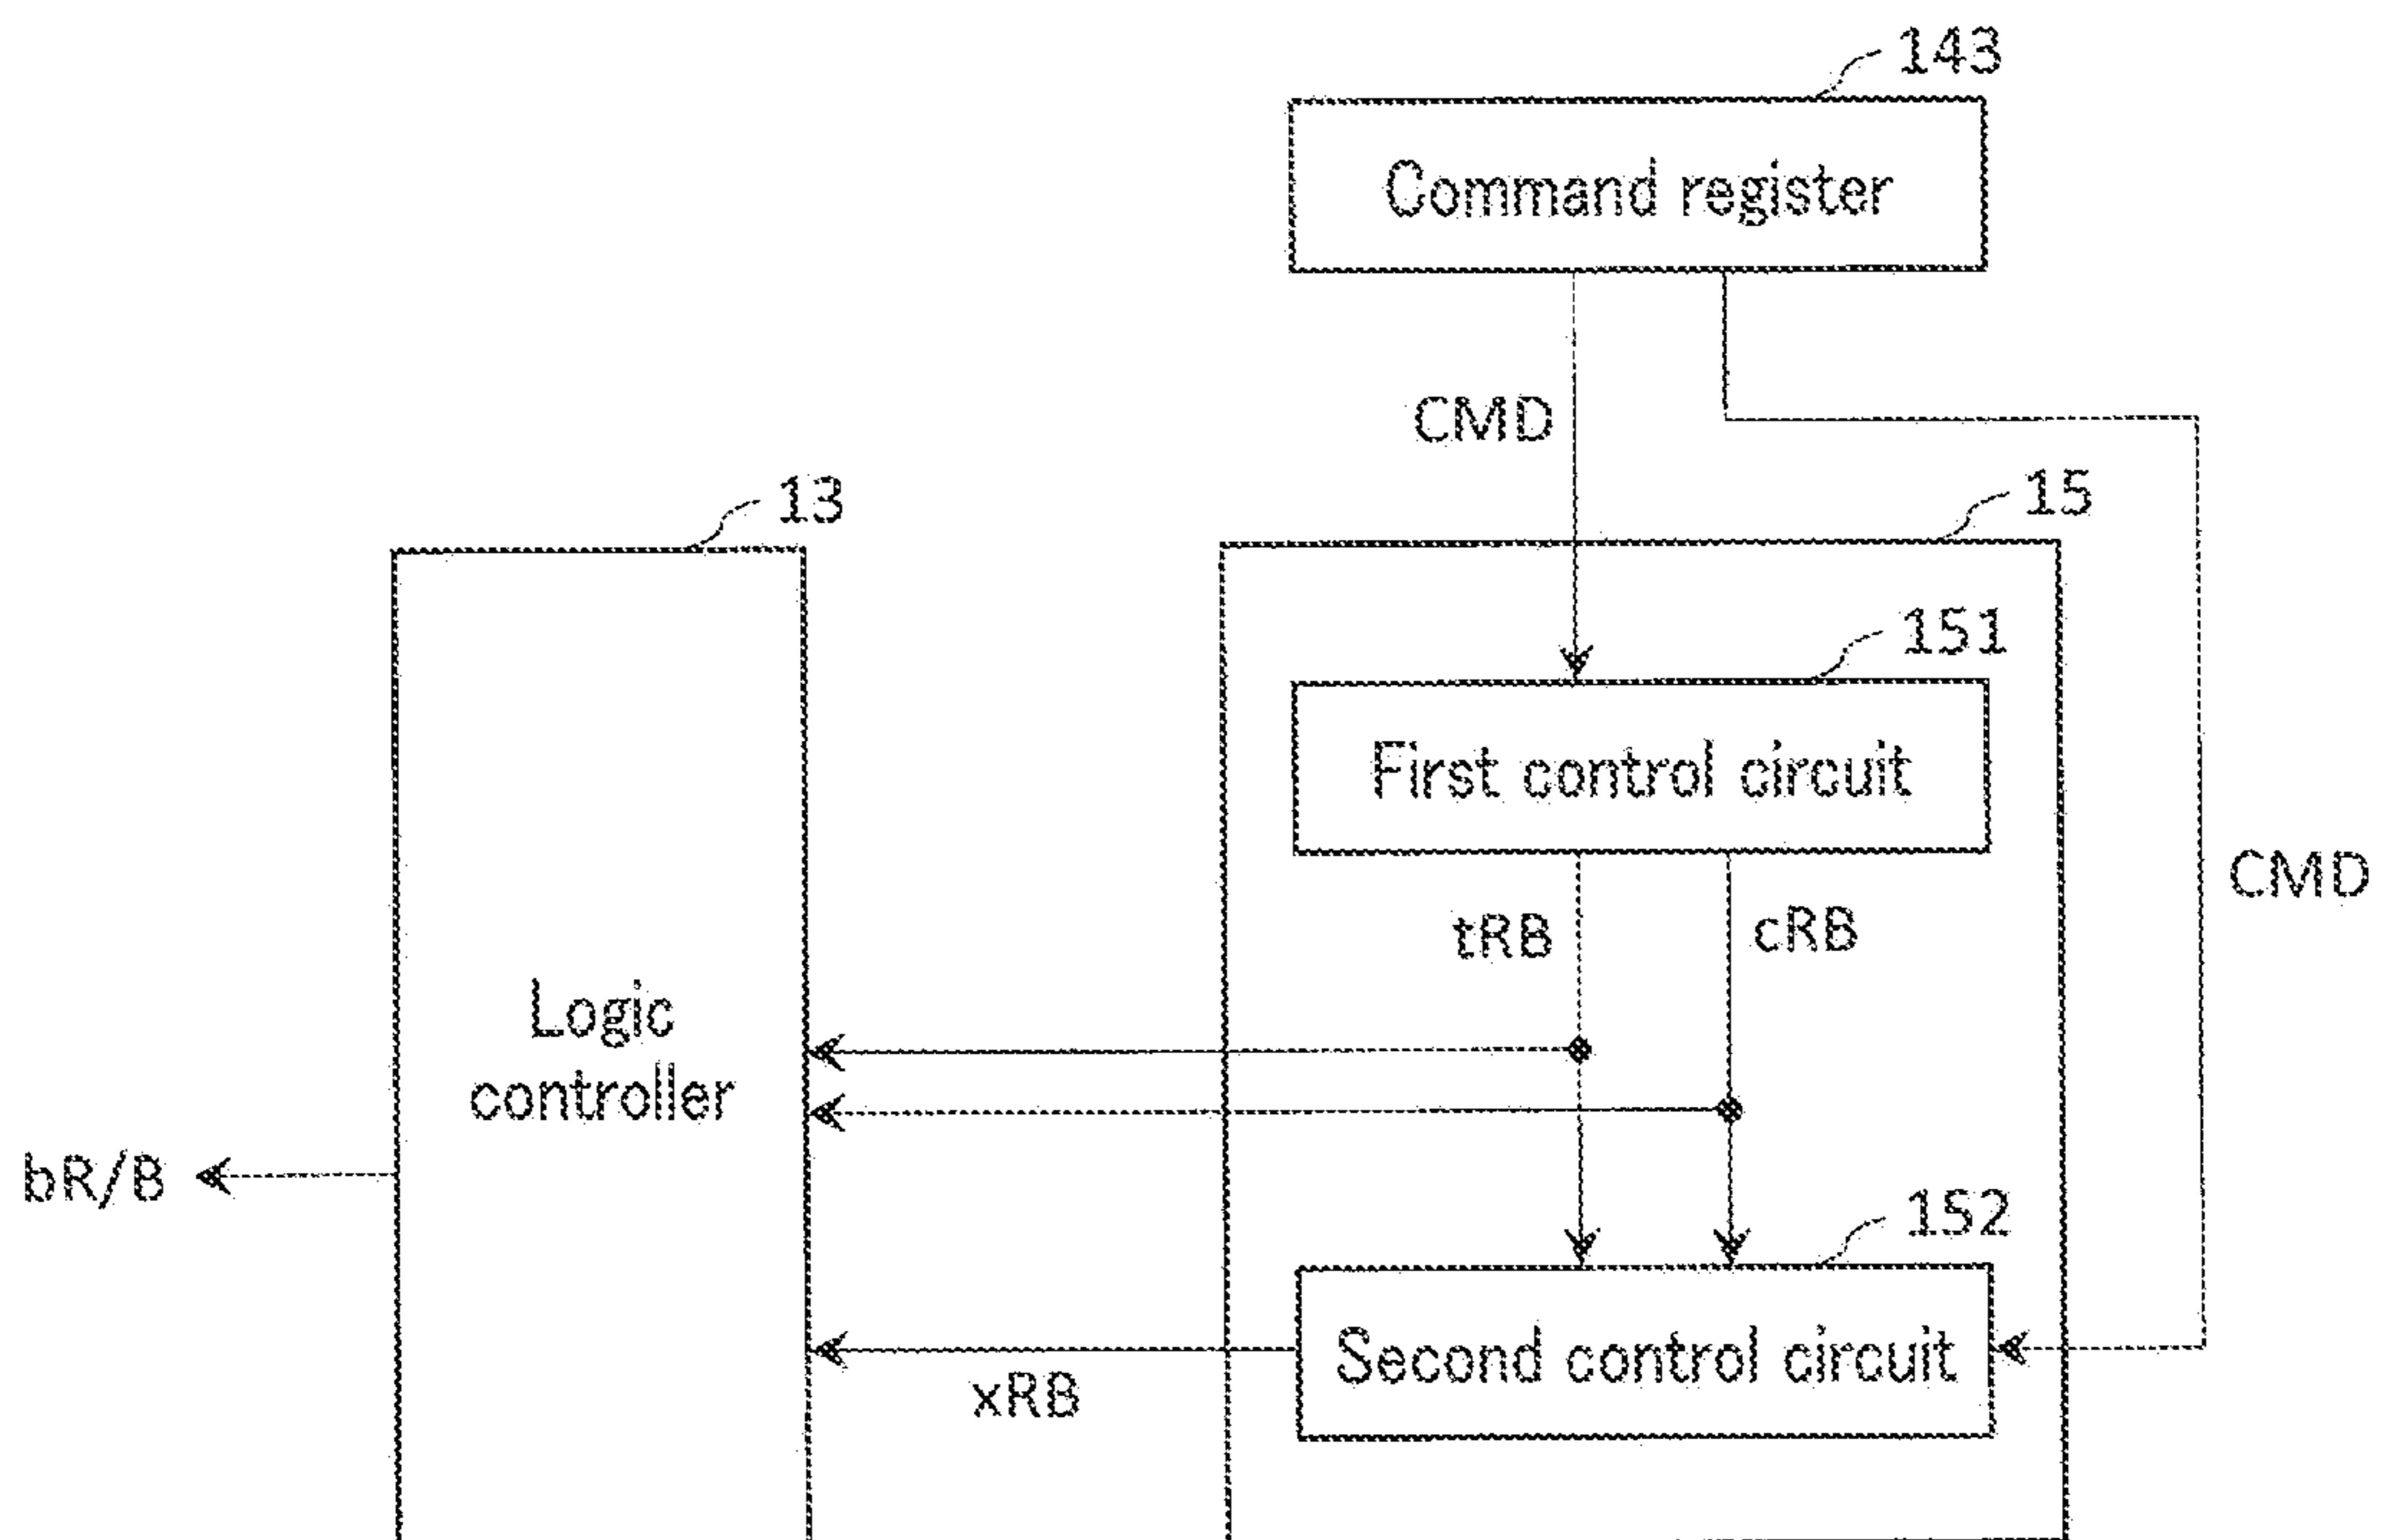 143
Command register
CMD
13
15
151
First control circuit
CMD
tRB
cRB
Logic
controller
bR/B
152
Second control circuit
xRB